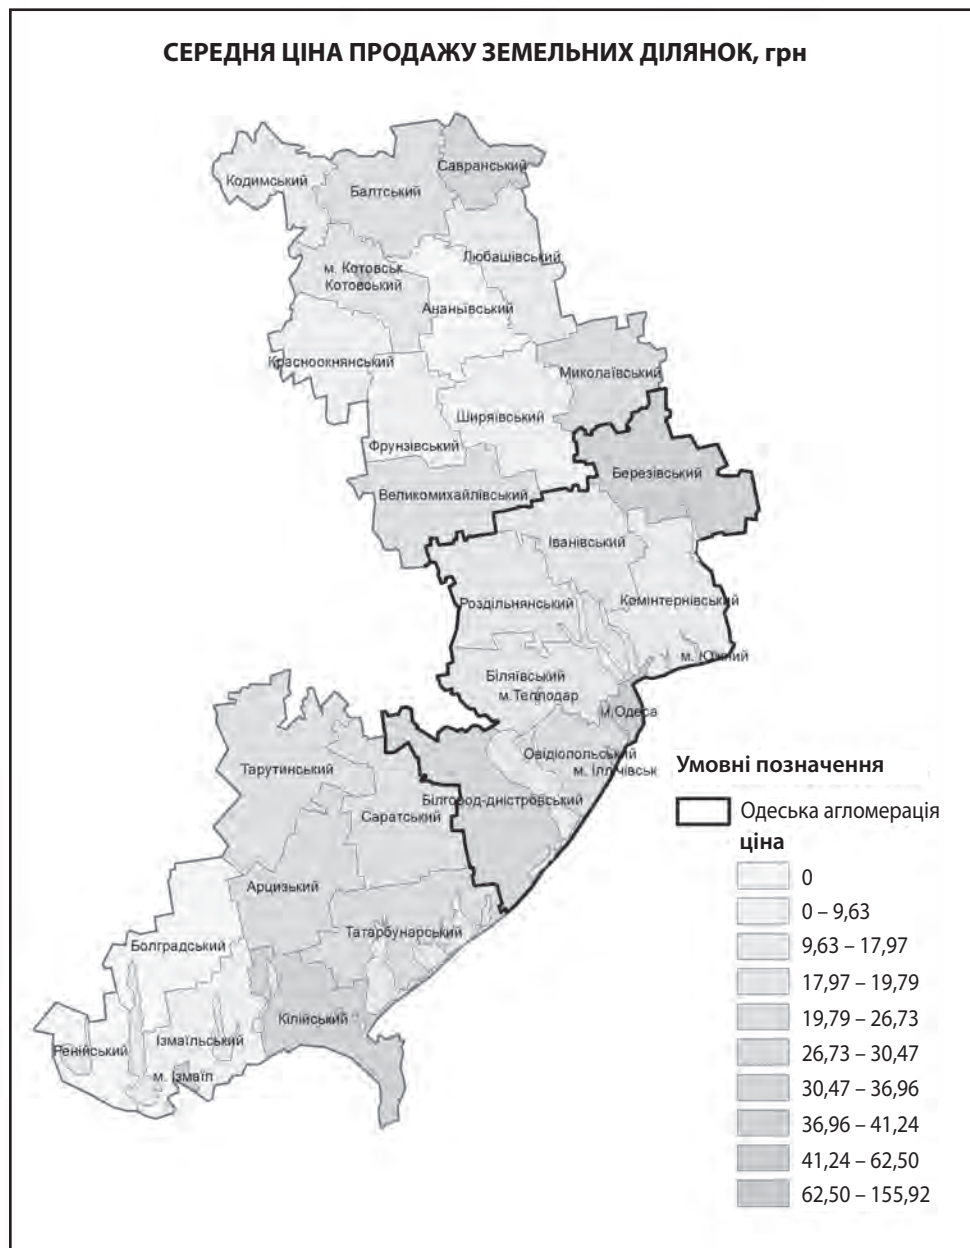 СЕРЕДНЯ ЦІНА ПРОДАЖУ ЗЕМЕЛЬНИХ ДІЛЯНОК, грн
Савранський
Кодимський
Балтський
Любашівський
м. Котовськ
Котовський
Ананьївський
Красноокнянський
Миколаївський
Ширяївський
Фрунзівський
Березівський
Великомихайлівський
Іванівський
Роздільнянський
Комінтернівський
м. Южний
Біляївський
м.Теплодар
м.Одеса
Овідіопольський
м. Іллічівськ
Тарутинський
Білгород-дністровський
Саратський
Арцизький
Татарбунарський
Болградський
Кілійський
Ізмаїльський
Ренійський
м. Ізмаїл
Умовні позначення
Одеська агломерація
ціна
0
0 – 9,63
9,63 – 17,97
17,97 – 19,79
19,79 – 26,73
26,73 – 30,47
30,47 – 36,96
36,96 – 41,24
41,24 – 62,50
62,50 – 155,92